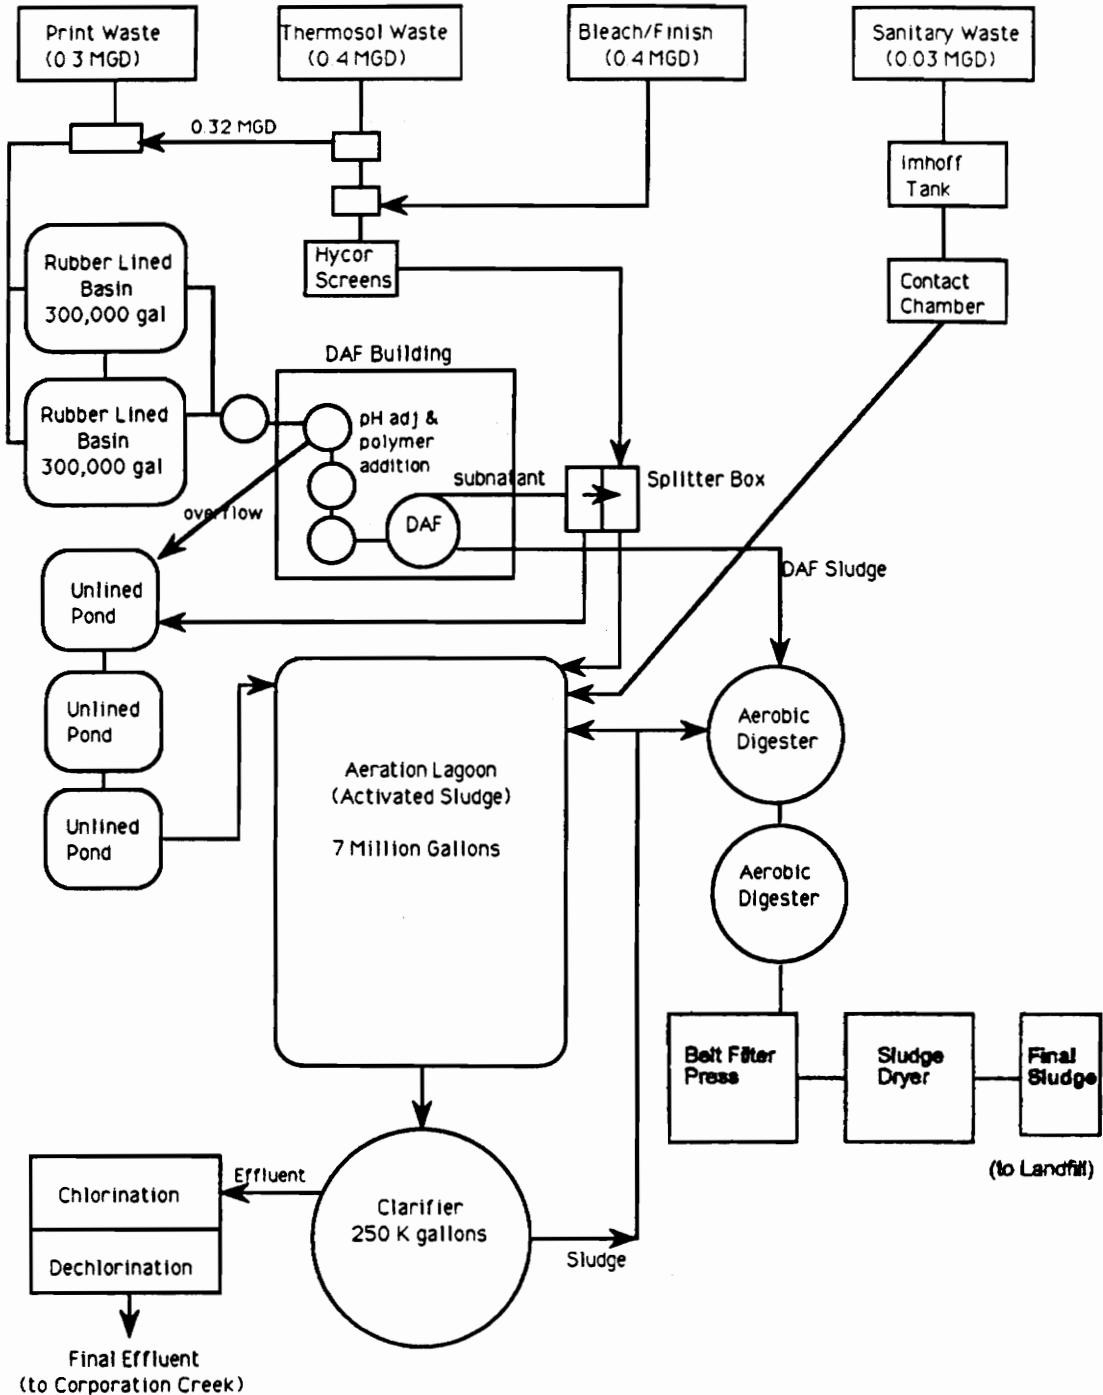 Print Waste
(0.3 MGD)
Thermosol Waste
(0.4 MGD)
Bleach/Finish
(0.4 MGD)
Sanitary Waste
(0.03 MGD)
0.32 MGD
Imhoff
Tank
Hycor
Screens
Contact
Chamber
Rubber Lined
Basin
300,000 gal
DAF Building
Rubber Lined
Basin
300,000 gal
pH adj &
polymer
addition
subnatant
Splitter Box
overflow
DAF
DAF Sludge
Unlined
Pond
Unlined
Pond
Unlined
Pond
Aeration Lagoon
(Activated Sludge)
7 Million Gallons
Aerobic
Digester
Aerobic
Digester
Belt Filter
Press
Sludge
Dryer
Final
Sludge
(to Landfill)
Effluent
Chlorination
Dechlorination
Clarifier
250 K gallons
Sludge
Final Effluent
(to Corporation Creek)